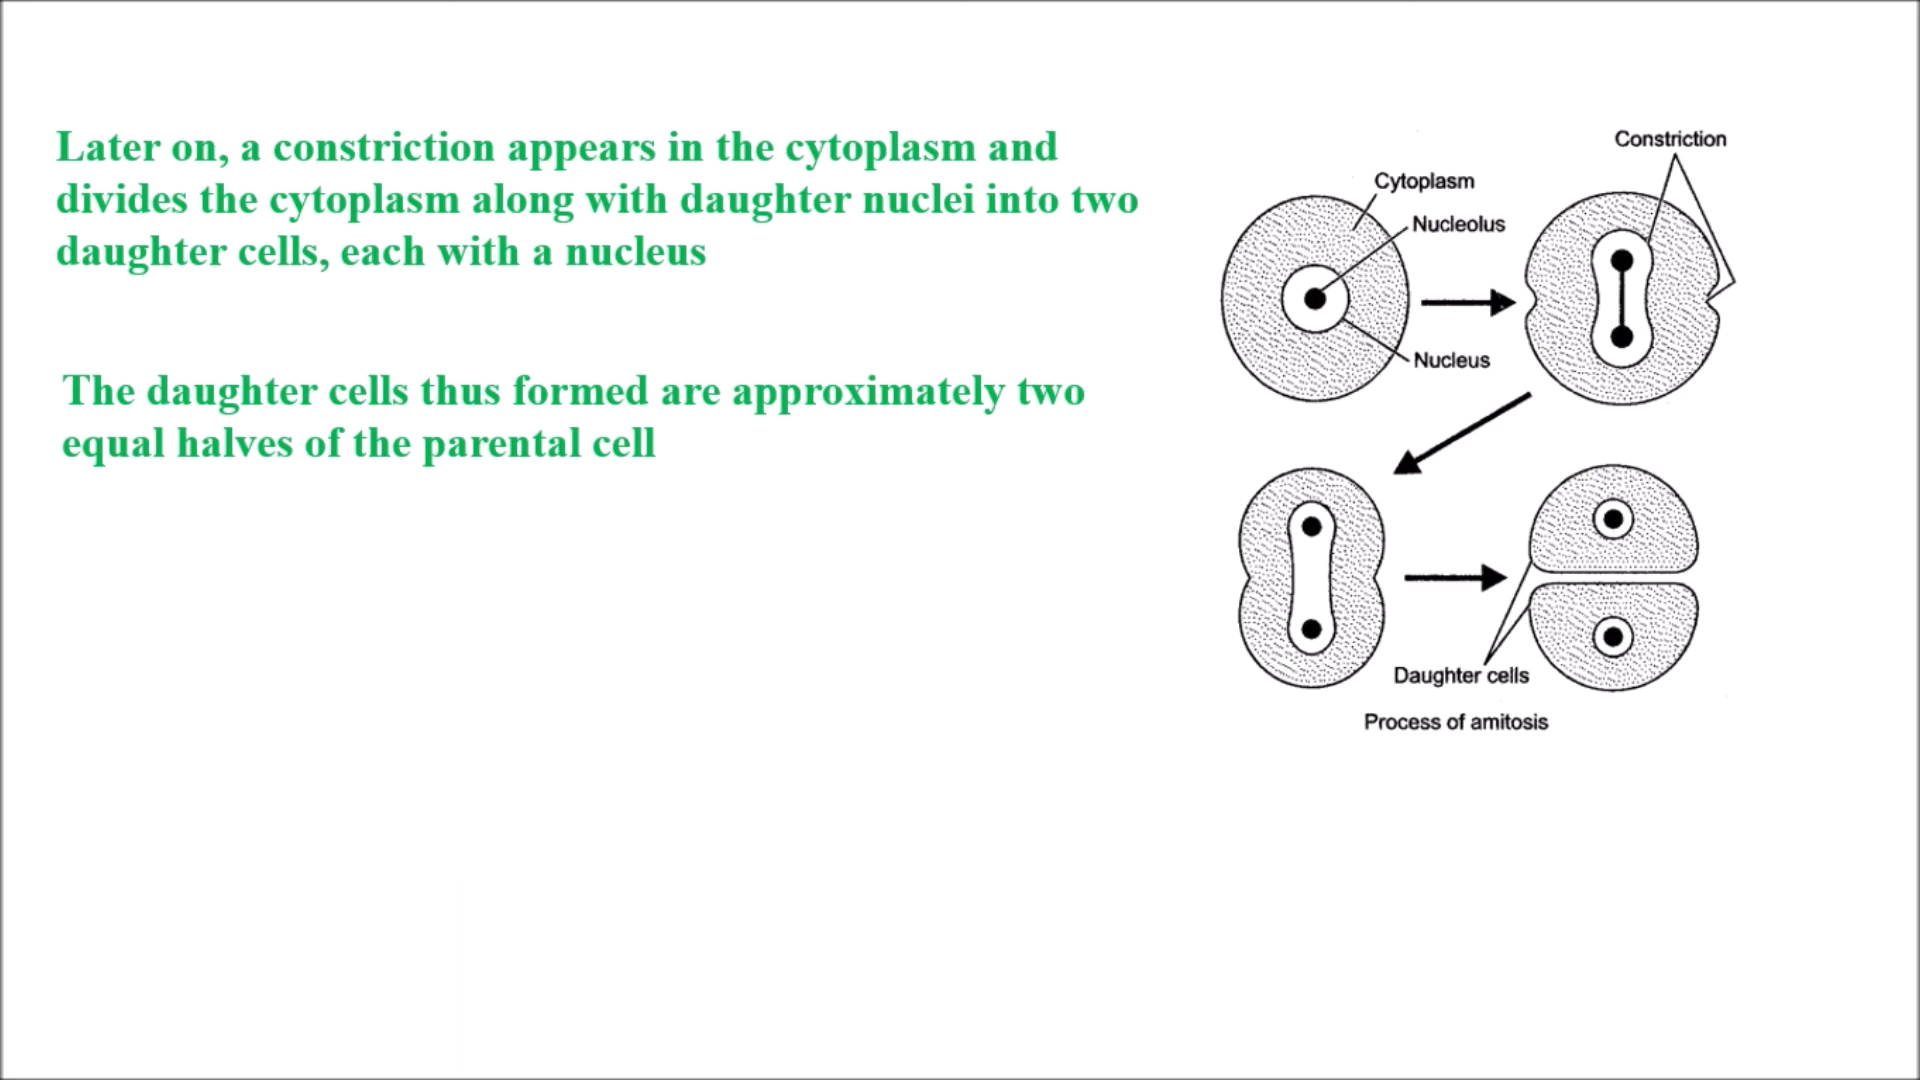 Later on, a constriction appears in the cytoplasm and
divides the cytoplasm along with daughter nuclei into two
daughter cells, each with a nucleus
The daughter cells thus formed are approximately two
equal halves of the parental cell
Constriction
Cytoplasm
Nucleolus
Nucleus
Daughter cells
Process of amitosis